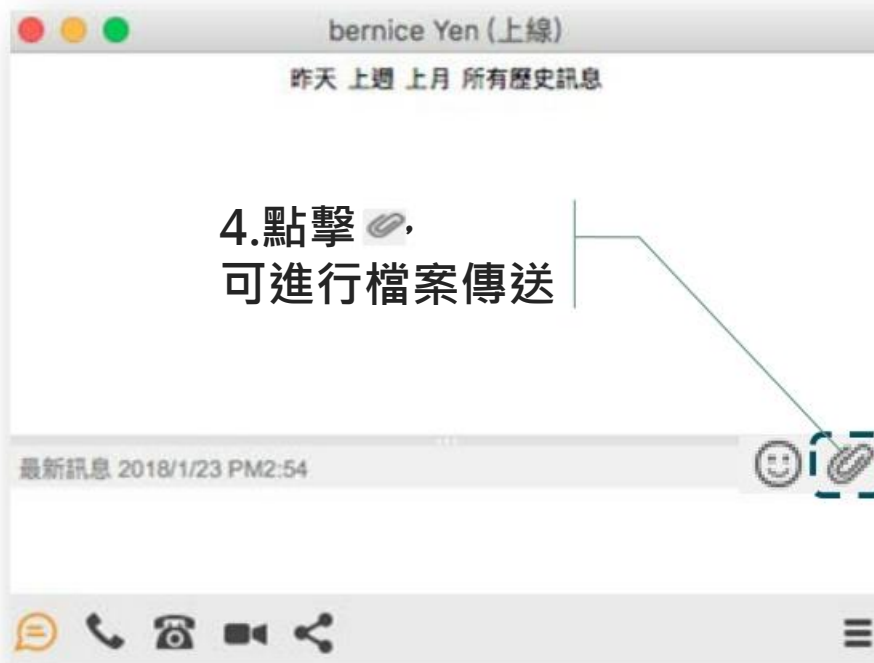 bernice Yen (上線)
昨天 上週 上月 所有歷史訊息
4.點擊 ，
可進行檔案傳送
最新訊息 2018/1/23 PM2:54